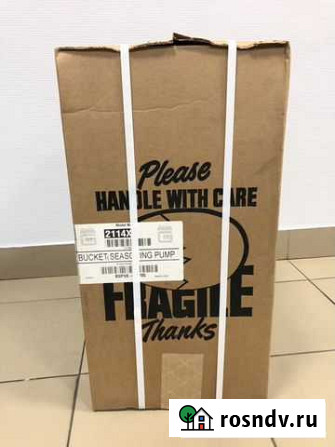 Please
HANDLE WITH CARE
2114X
BUCKET/SEASONING PUMP
FRAGILE
Thanks
rosndv.ru